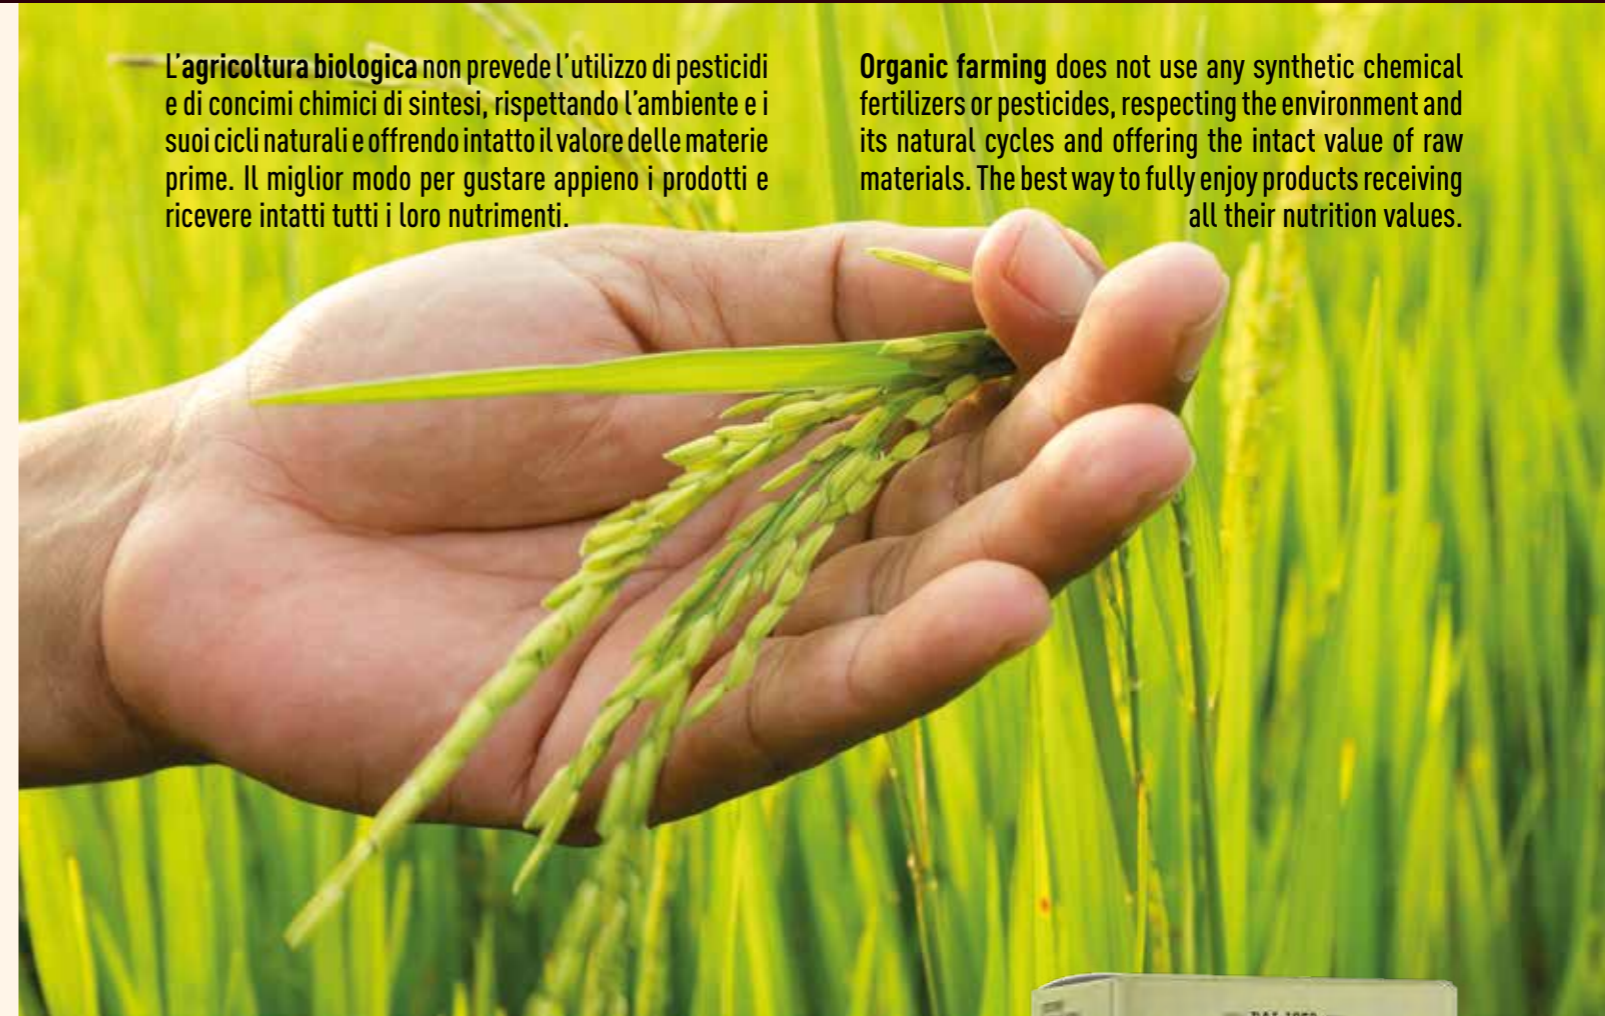 L'agricoltura biologica non prevede l'utilizzo di pesticidi
e di concimi chimici di sintesi, rispettando l'ambiente e i
suoi cicli naturali e offrendo intatto il valore delle materie
prime. Il miglior modo per gustare appieno i prodotti e
ricevere intatti tutti i loro nutrimenti.
Organic farming does not use any synthetic chemical
fertilizers or pesticides, respecting the environment and
its natural cycles and offering the intact value of raw
materials. The best way to fully enjoy products receiving
all their nutrition values.